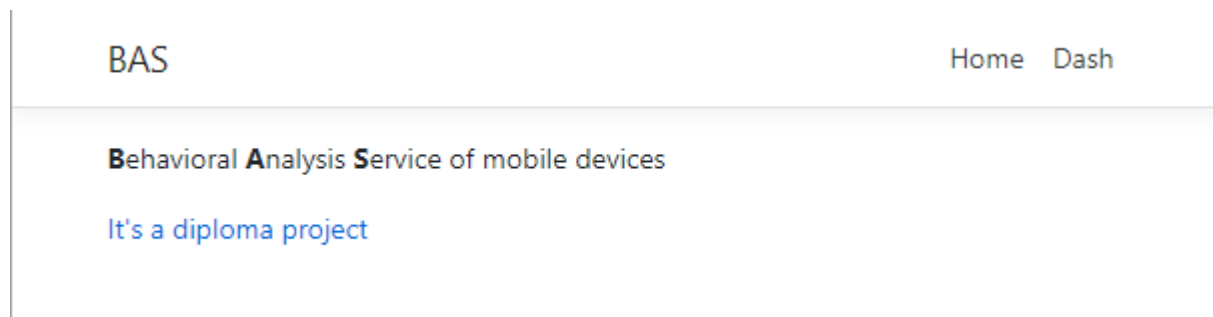 BAS Home Dash
Behavioral Analysis Service of mobile devices
It's a diploma project